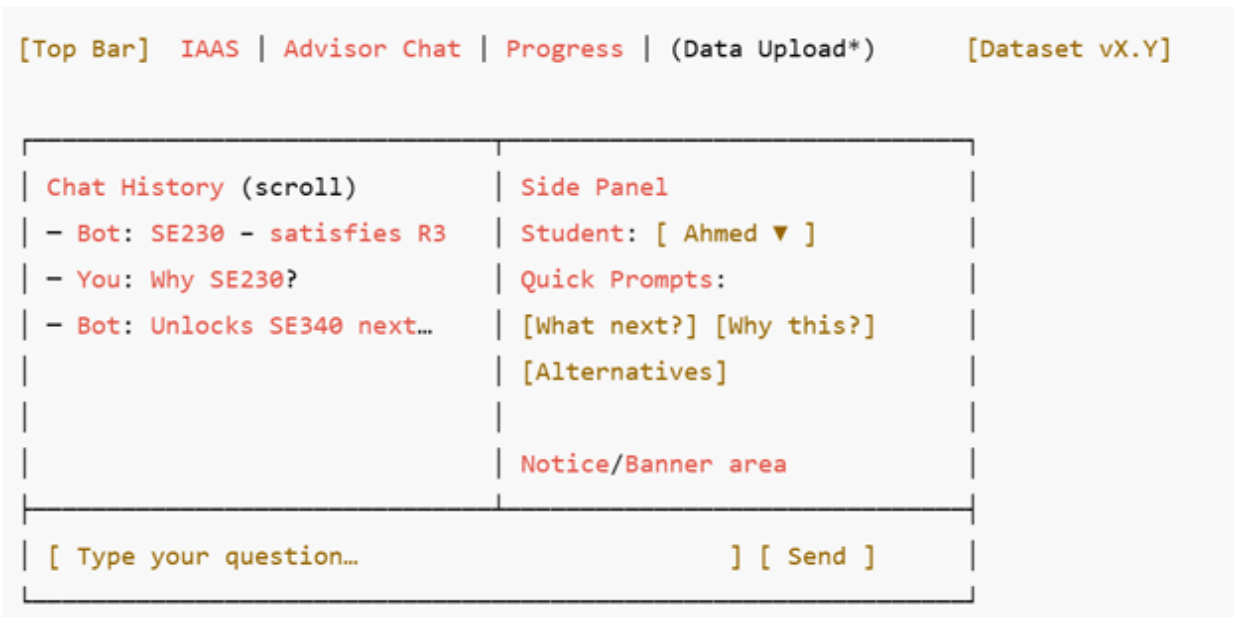 [Top Bar] IAAS | Advisor Chat | Progress | (Data Upload*) [Dataset vX.Y]
Chat History (scroll) | Side Panel
– Bot: SE230 – satisfies R3 | Student: [ Ahmed ▼ ]
– You: Why SE230? | Quick Prompts:
– Bot: Unlocks SE340 next… | [What next?] [Why this?]
[Alternatives]
Notice/Banner area
[ Type your question… ] [ Send ]